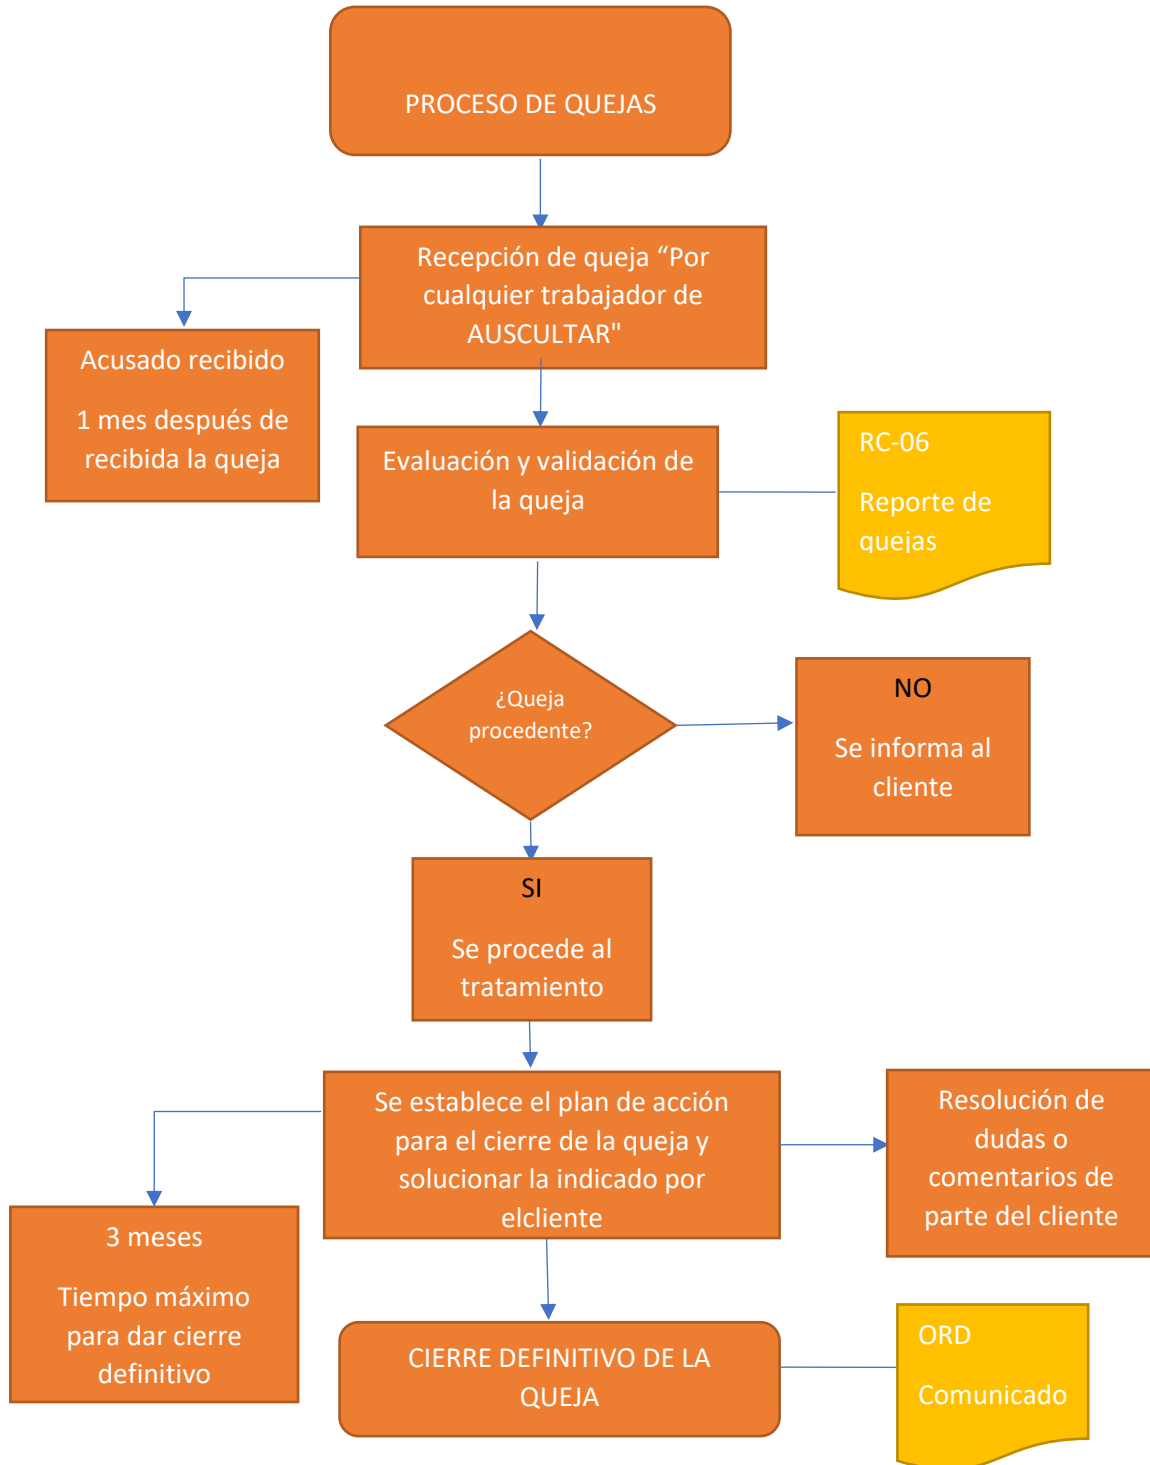 PROCESO DE QUEJAS
Recepción de queja “Por
cualquier trabajador de
AUSCULTAR"
Acusado recibido
1 mes después de
recibida la queja
Evaluación y validación de
la queja
RC-06
Reporte de
quejas
¿Queja
procedente?
NO
Se informa al
cliente
SI
Se procede al
tratamiento
Se establece el plan de acción
para el cierre de la queja y
solucionar la indicado por
elcliente
Resolución de
dudas o
comentarios de
parte del cliente
3 meses
Tiempo máximo
para dar cierre
definitivo
CIERRE DEFINITIVO DE LA
QUEJA
ORD
Comunicado